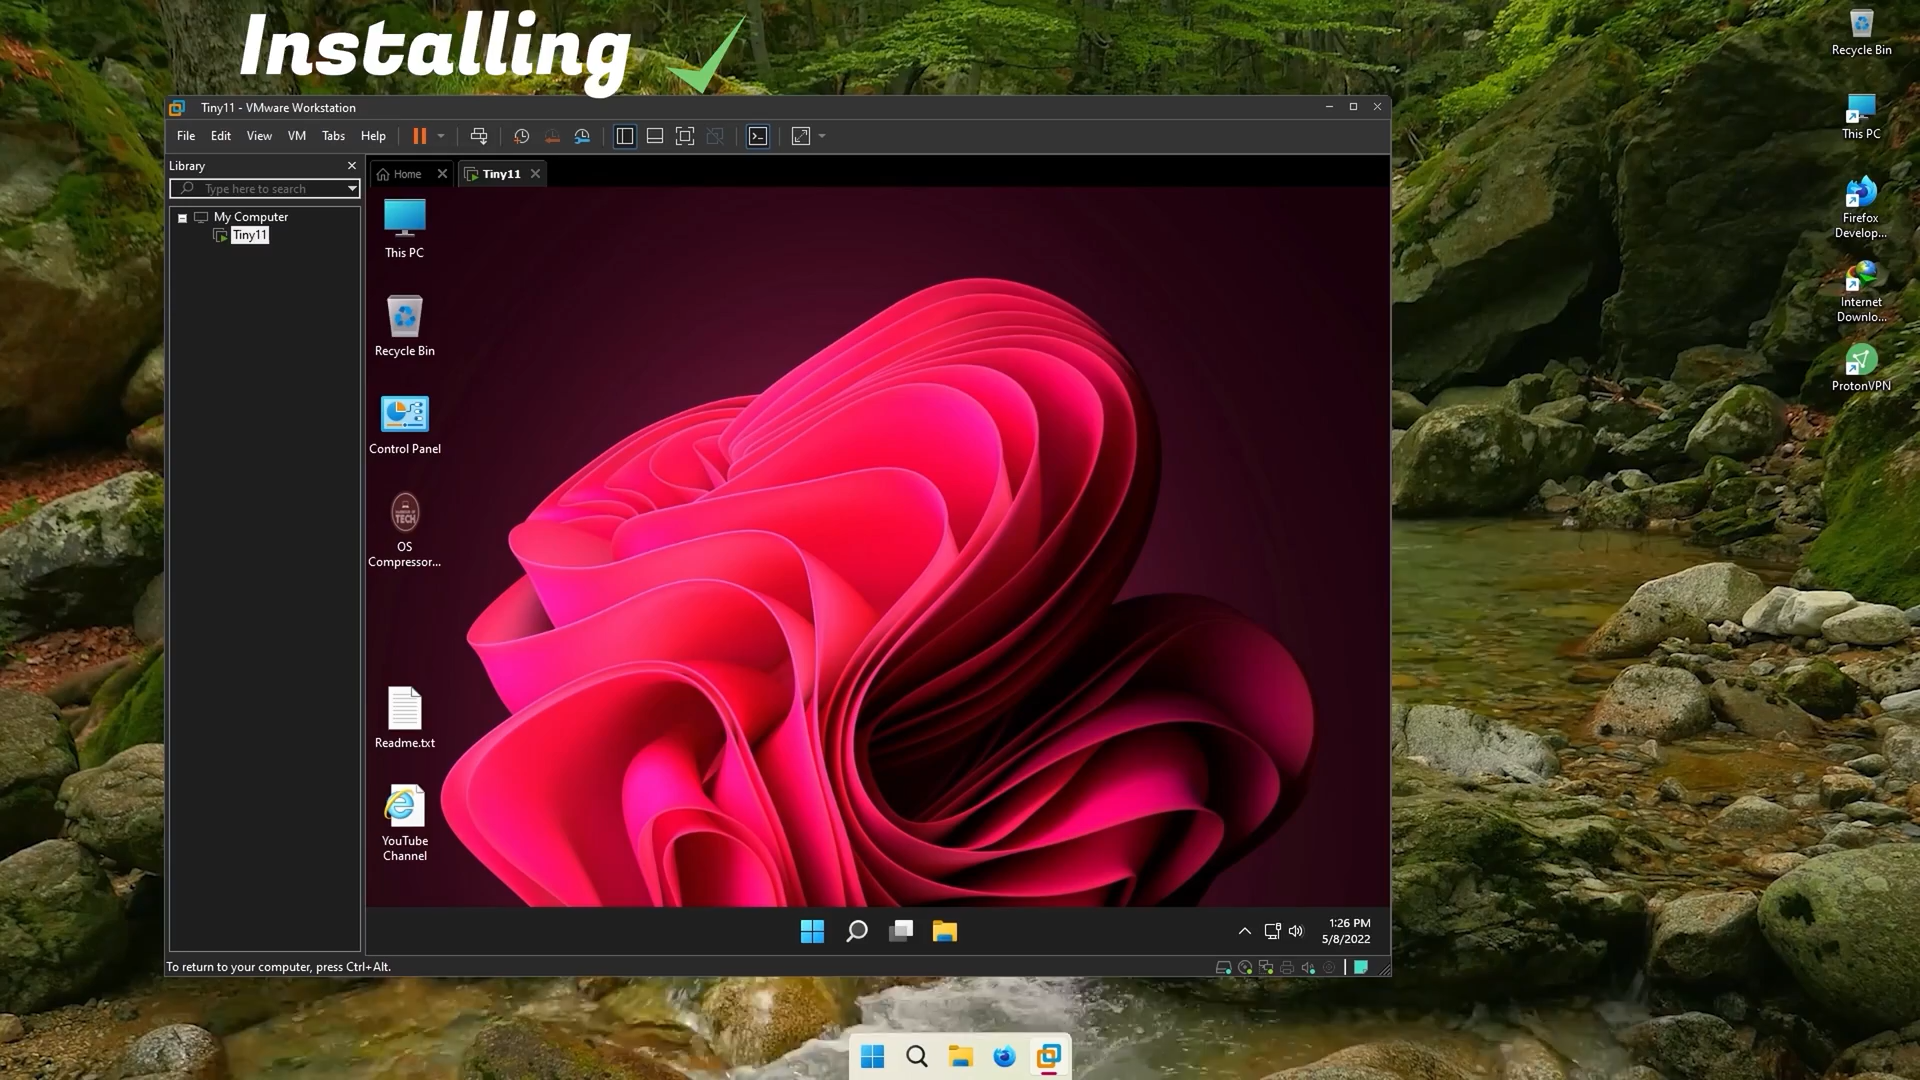 Installing
Recycle Bin
This PC
Firefox
Develop...
Internet
Downlo...
ProtonVPN
Tiny11 - VMware Workstation
File Edit View VM Tabs Help
Library
Type here to search
My Computer
Tiny11
Home
Tiny11
This PC
Recycle Bin
Control Panel
TECH
OS
Compressor...
Readme.txt
YouTube
Channel
1:26 PM
5/8/2022
To return to your computer, press Ctrl+Alt.